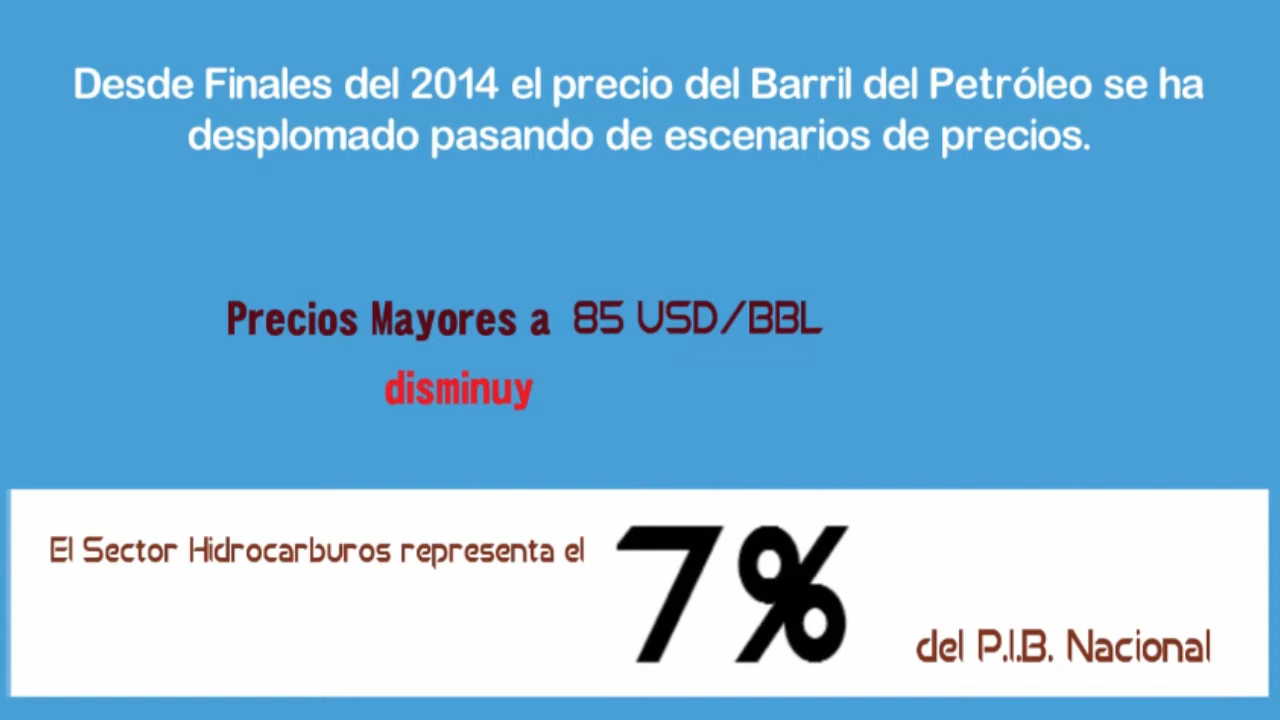 Desde Finales del 2014 el precio del Barril del Petróleo se ha
desplomado pasando de escenarios de precios.
Precios Mayores a 85 USD/BBL
disminuy
El Sector Hidrocarburos representa el 7%
del P.I.B. Nacional